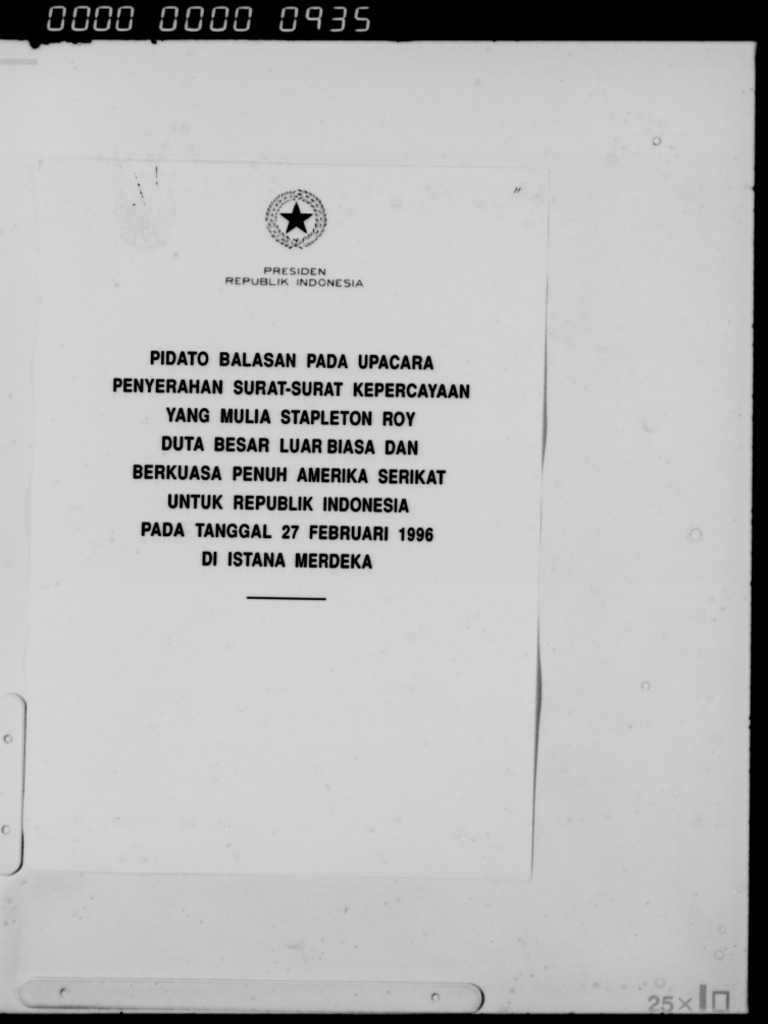 0000 0000 0935
PRESIDEN
REPUBLIK INDONESIA
PIDATO BALASAN PADA UPACARA
PENYERAHAN SURAT-SURAT KEPERCAYAAN
YANG MULIA STAPLETON ROY
DUTA BESAR LUAR BIASA DAN
BERKUASA PENUH AMERIKA SERIKAT
UNTUK REPUBLIK INDONESIA
PADA TANGGAL 27 FEBRUARI 1996
DI ISTANA MERDEKA
25×